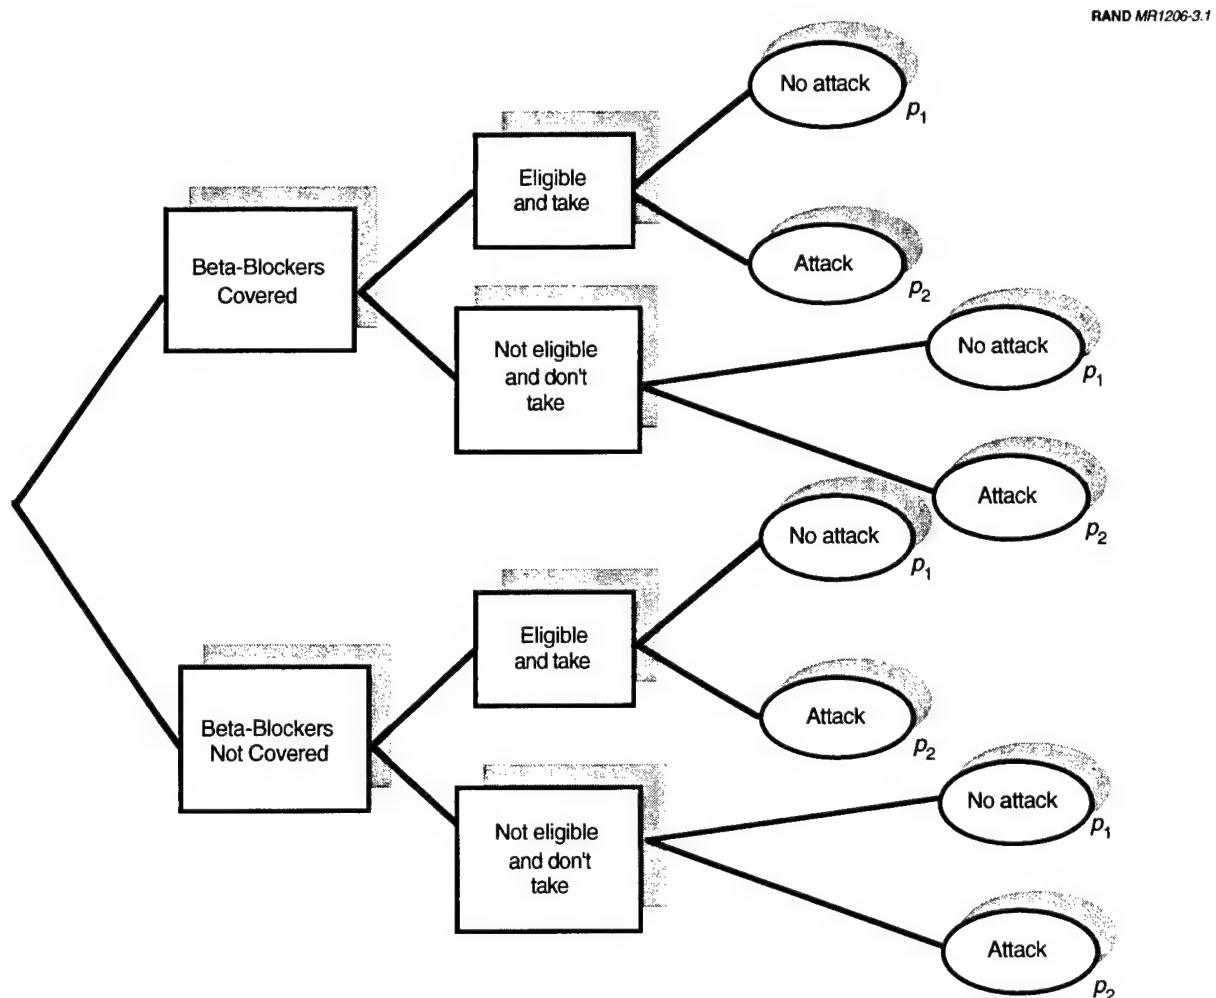 RAND MR1206-3.1
No attack
p1
Eligible
and take
Attack
p2
Beta-Blockers
Covered
Not eligible
and don't
take
No attack
p1
Attack
p2
No attack
p1
Eligible
and take
Attack
p2
Beta-Blockers
Not Covered
Not eligible
and don't
take
No attack
p1
Attack
p2